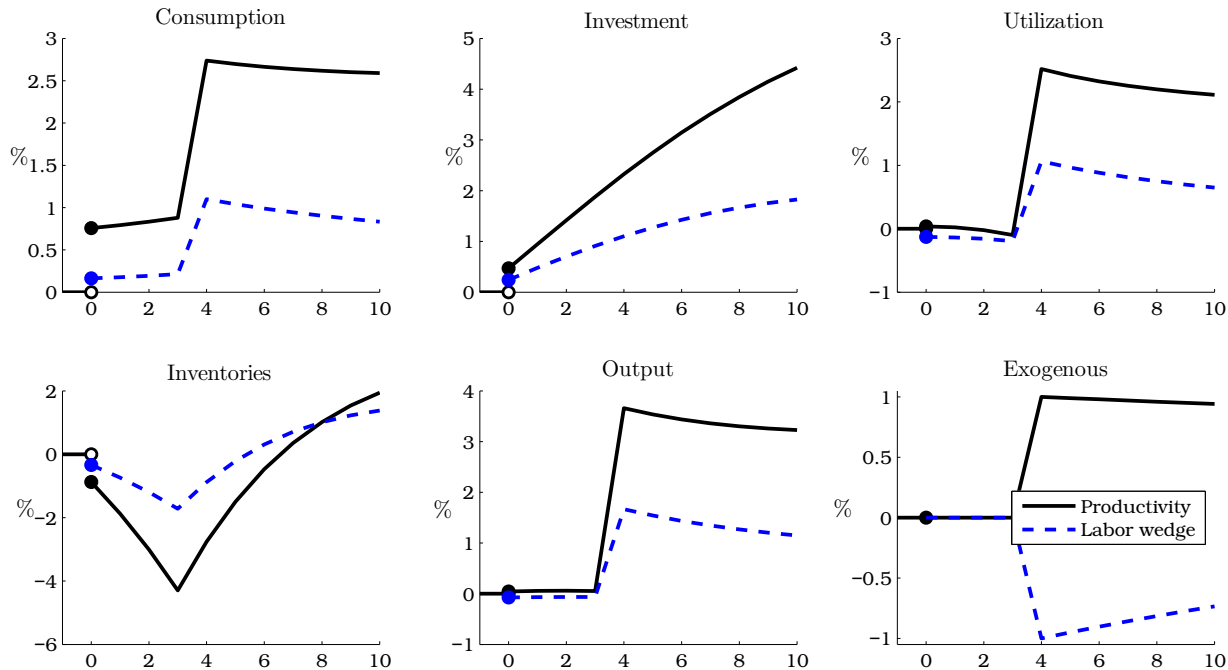 Consumption
3
2.5
2
%
1.5
1
0.5
0
0 2 4 6 8 10
Investment
5
4
3
%
2
1
0
0 2 4 6 8 10
Utilization
3
2
%
1
0
−1
0 2 4 6 8 10
Inventories
2
0
%
−2
−4
−6
0 2 4 6 8 10
Output
4
3
2
%
1
0
−1
0 2 4 6 8 10
Exogenous
1
0.5
%
0
−0.5
−1
0 2 4 6 8 10
Productivity
Labor wedge